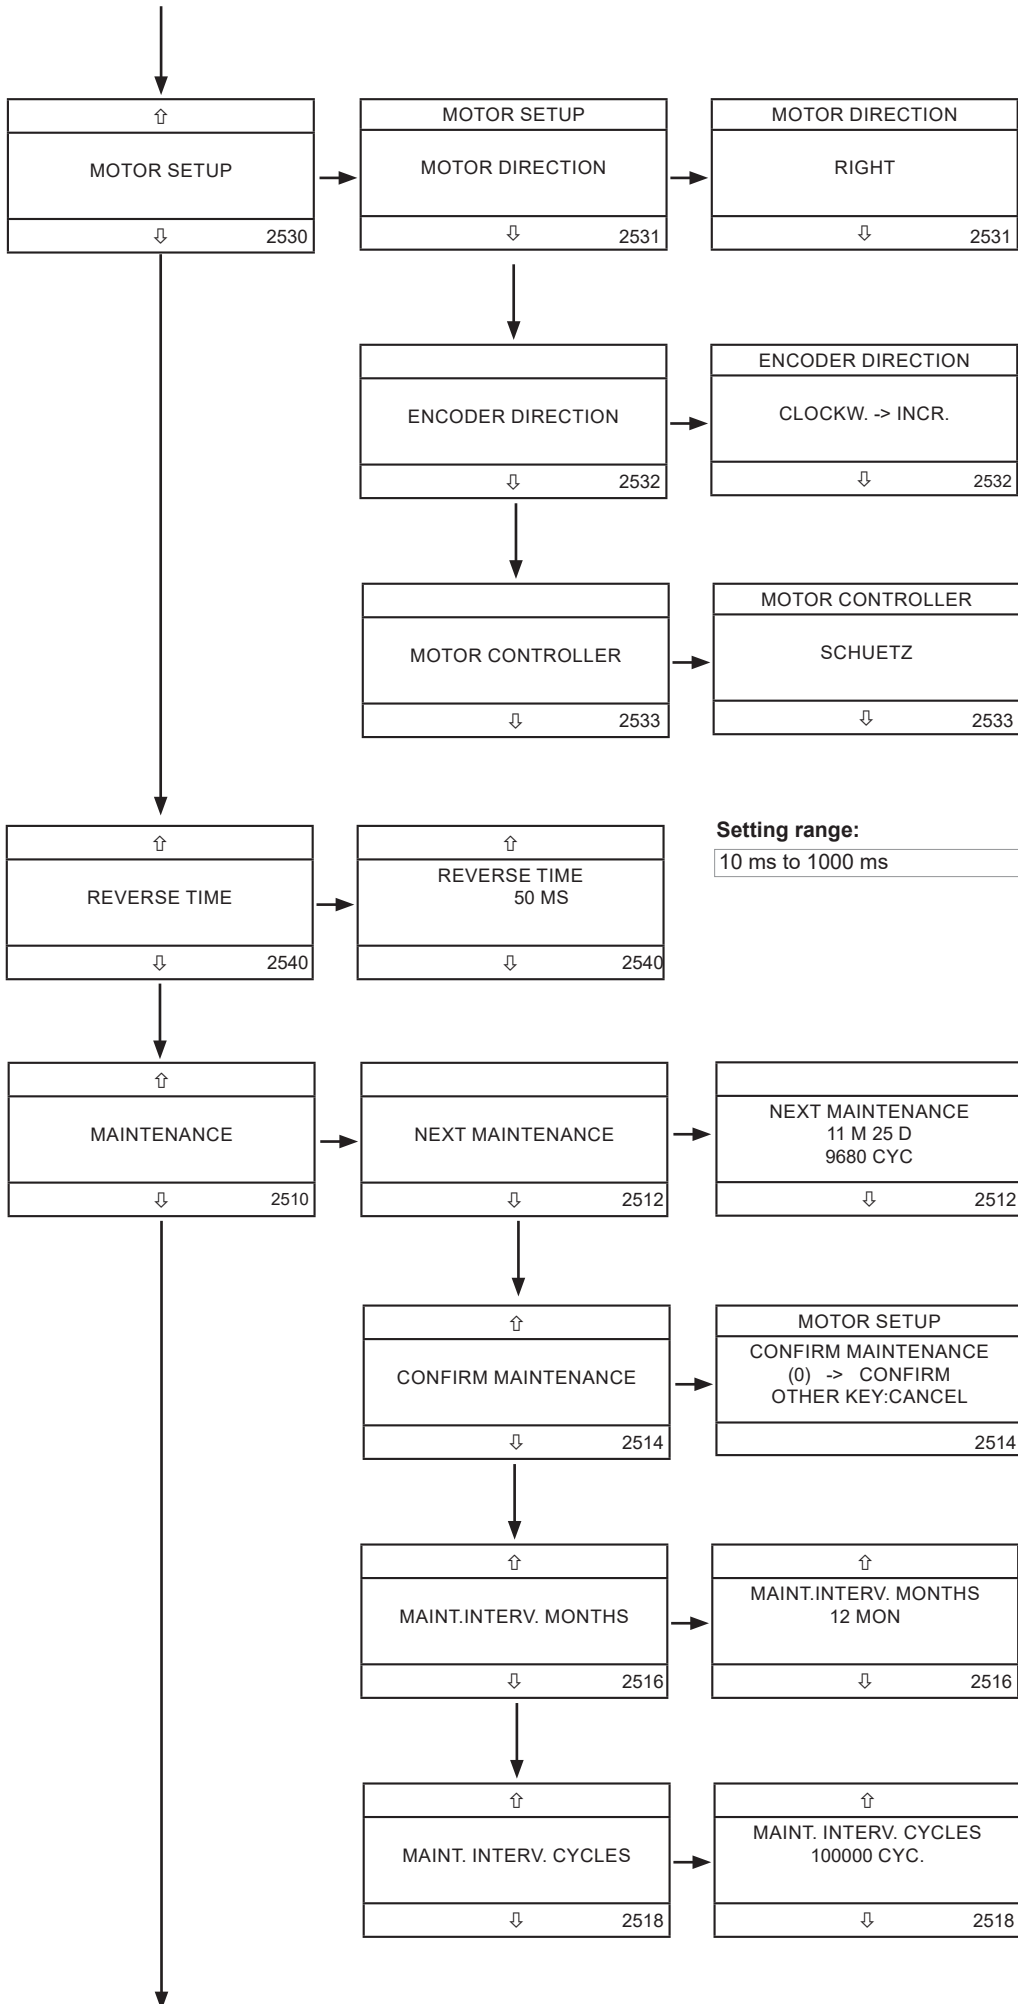 ⇧
MOTOR SETUP
⇩ 2530
MOTOR SETUP
MOTOR DIRECTION
⇩ 2531
MOTOR DIRECTION
RIGHT
⇩ 2531
ENCODER DIRECTION
⇩ 2532
ENCODER DIRECTION
CLOCKW. -> INCR.
⇩ 2532
MOTOR CONTROLLER
⇩ 2533
MOTOR CONTROLLER
SCHUETZ
⇩ 2533
⇧
REVERSE TIME
⇩ 2540
⇧
REVERSE TIME
50 MS
⇩ 2540
Setting range:
10 ms to 1000 ms
⇧
MAINTENANCE
⇩ 2510
NEXT MAINTENANCE
⇩ 2512
NEXT MAINTENANCE
11 M 25 D
9680 CYC
⇩ 2512
⇧
CONFIRM MAINTENANCE
⇩ 2514
MOTOR SETUP
CONFIRM MAINTENANCE
(0) -> CONFIRM
OTHER KEY:CANCEL
2514
⇧
MAINT.INTERV. MONTHS
⇩ 2516
⇧
MAINT.INTERV. MONTHS
12 MON
⇩ 2516
⇧
MAINT. INTERV. CYCLES
⇩ 2518
⇧
MAINT. INTERV. CYCLES
100000 CYC.
⇩ 2518